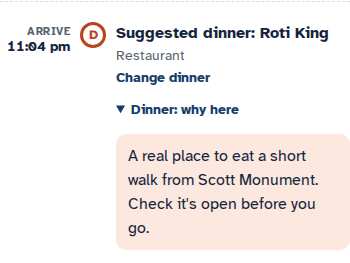 ARRIVE
11:04 pm
D
Suggested dinner: Roti King
Restaurant
Change dinner
▼ Dinner: why here
A real place to eat a short
walk from Scott Monument.
Check it's open before you
go.